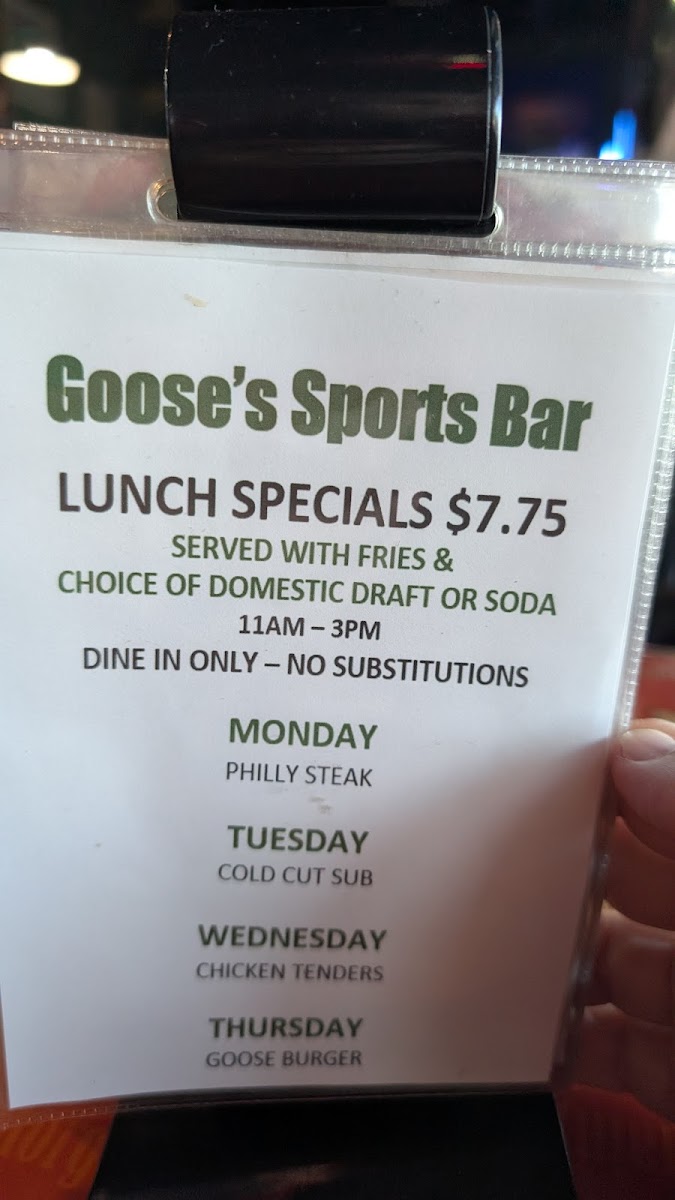 Goose's Sports Bar
LUNCH SPECIALS $7.75
SERVED WITH FRIES &
CHOICE OF DOMESTIC DRAFT OR SODA
11AM – 3PM
DINE IN ONLY – NO SUBSTITUTIONS
MONDAY
PHILLY STEAK
TUESDAY
COLD CUT SUB
WEDNESDAY
CHICKEN TENDERS
THURSDAY
GOOSE BURGER